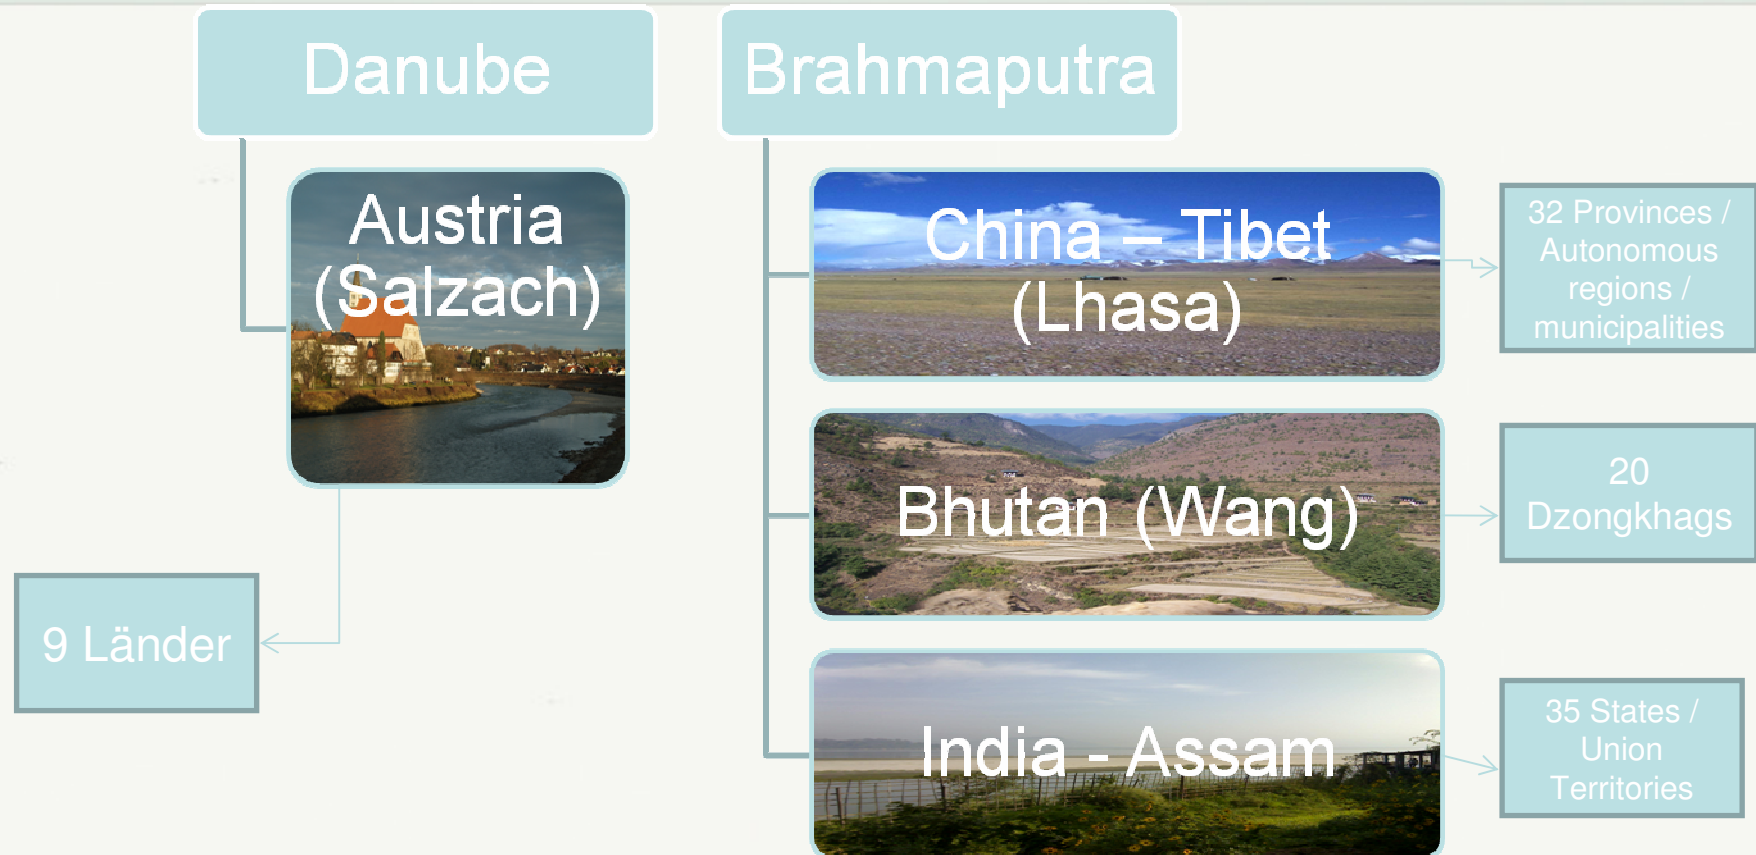 Danube
Austria
(Salzach)
9 Länder
Brahmaputra
China – Tibet
(Lhasa)
32 Provinces /
Autonomous
regions /
municipalities
Bhutan (Wang)
20
Dzongkhags
India - Assam
35 States /
Union
Territories